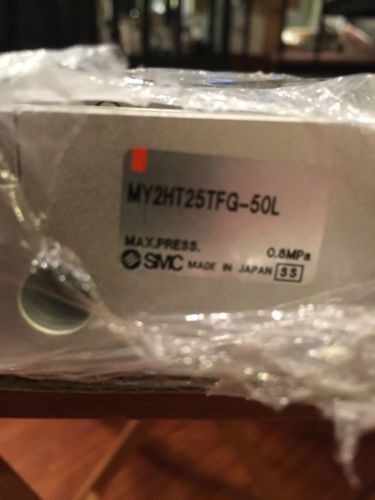 MY2HT25TFG-50L
MAX.PRESS. 0.8MPa
SMC MADE IN JAPAN SS